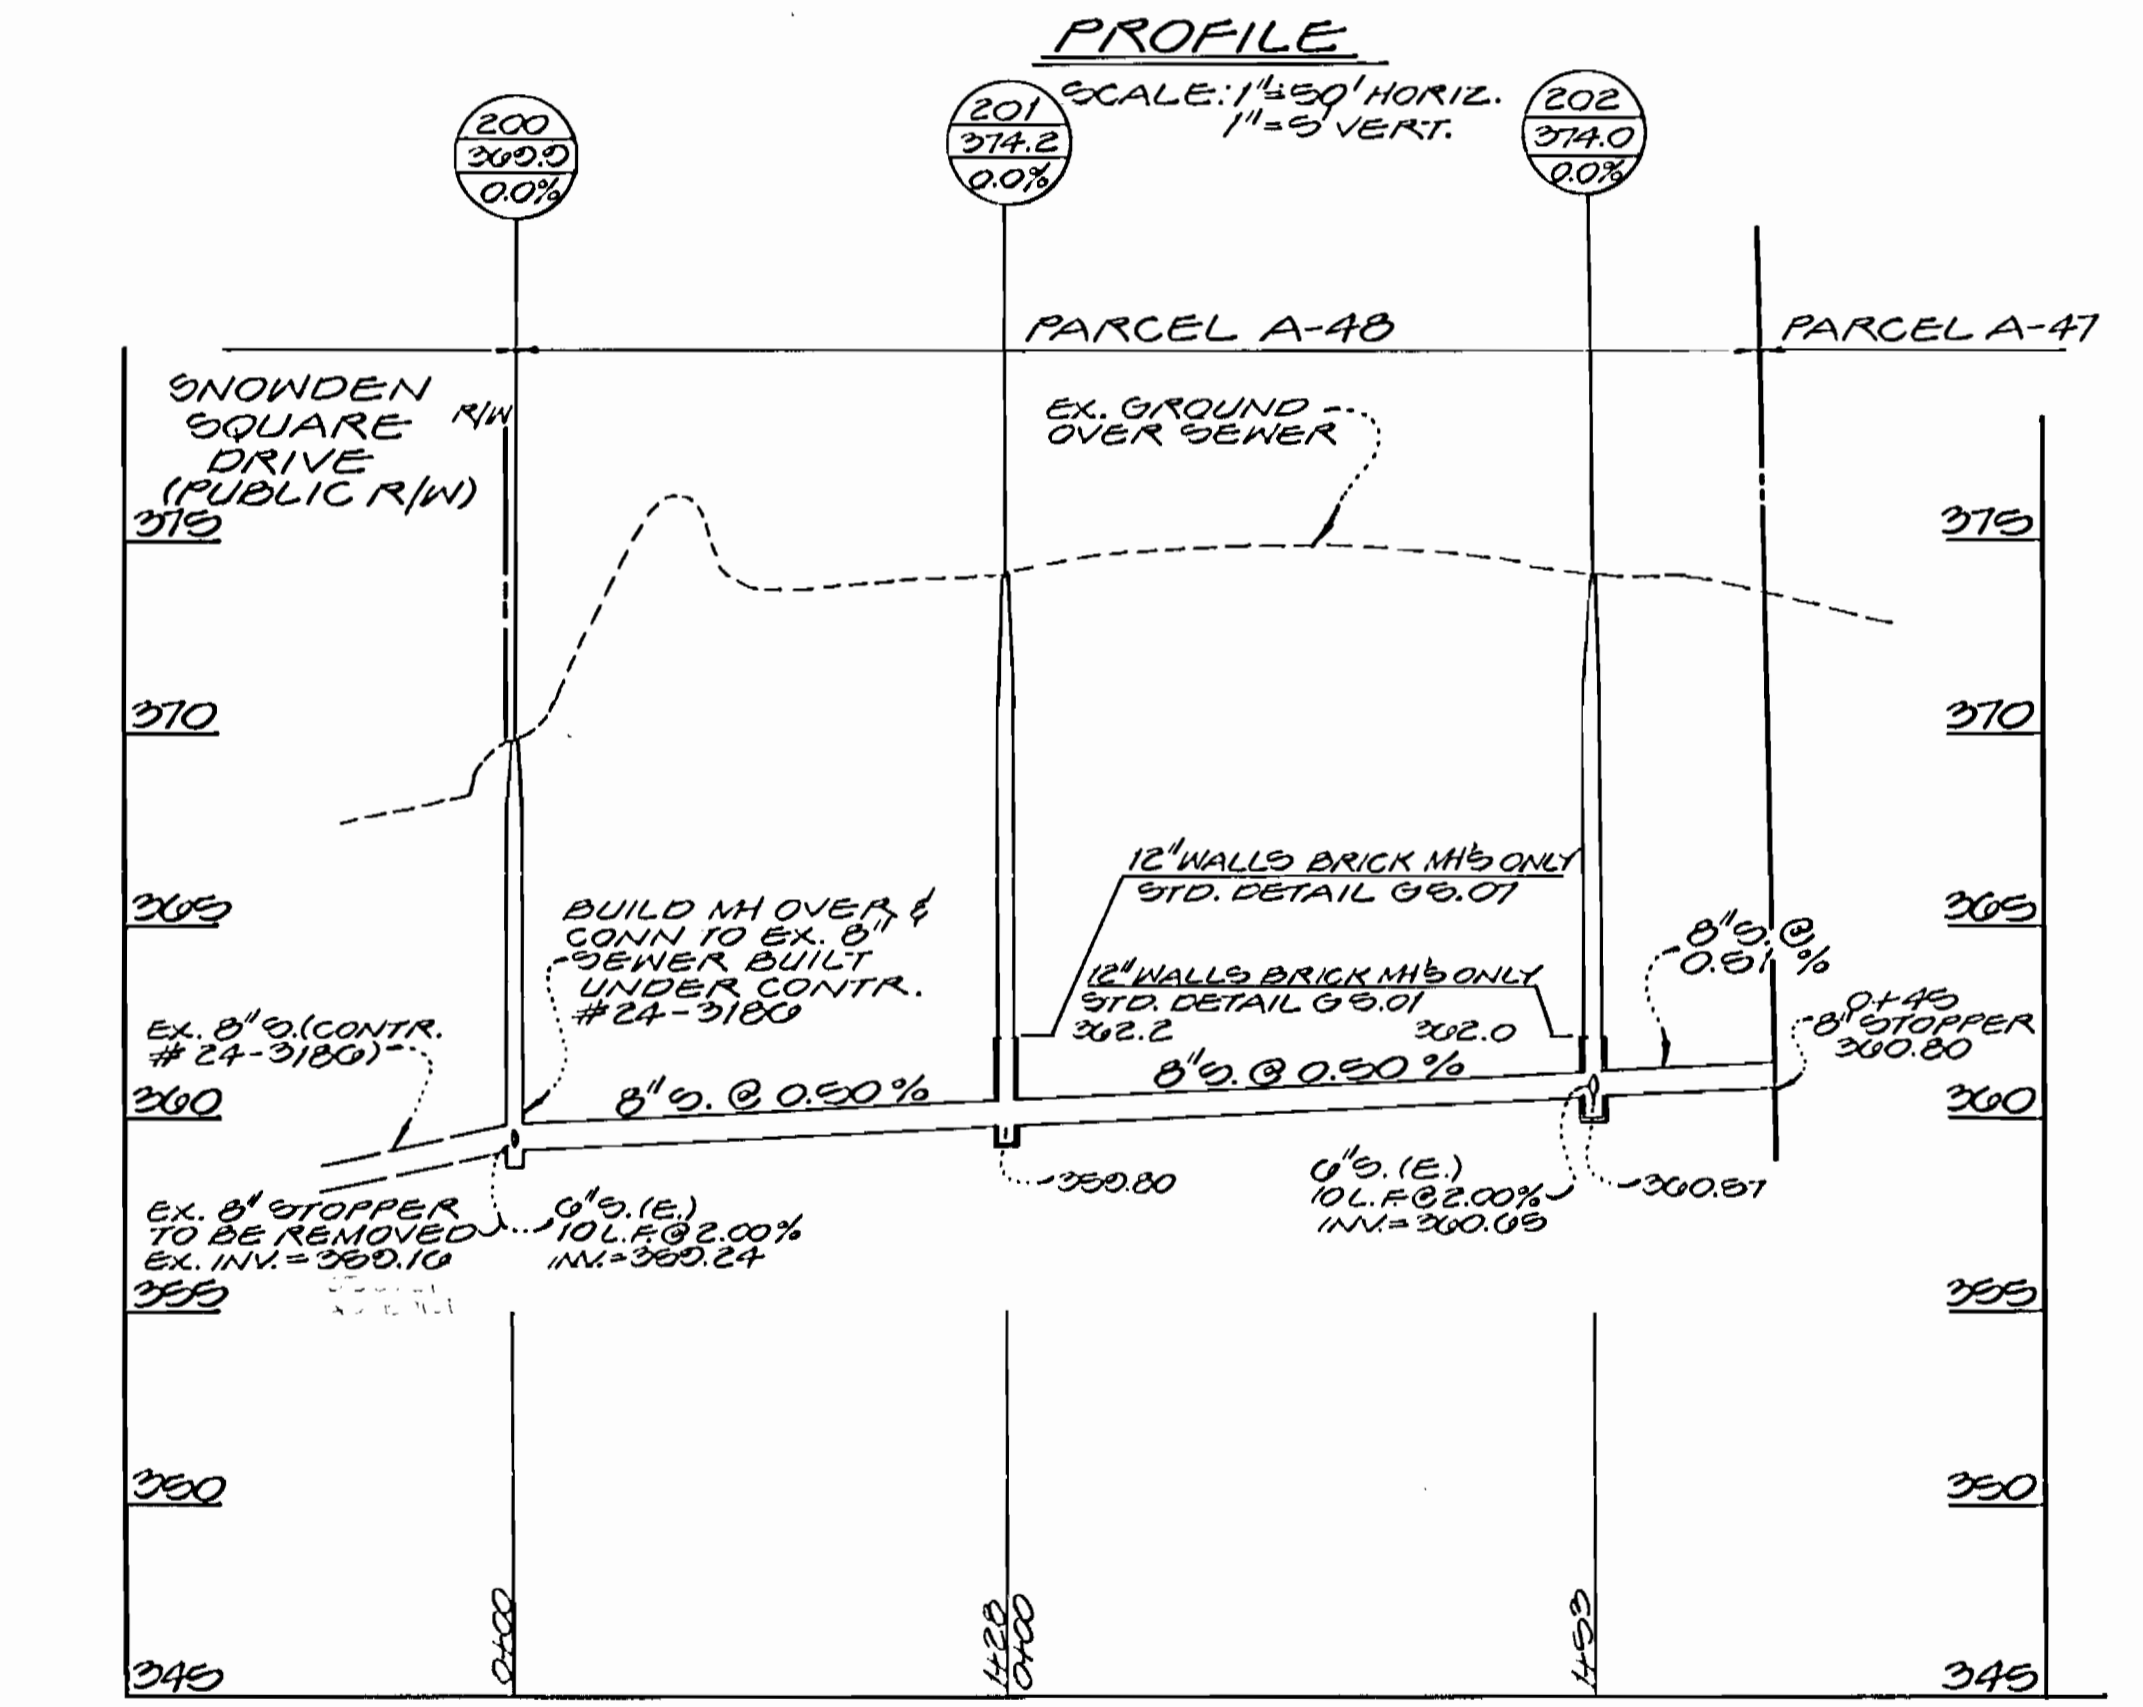 PROFILE
SCALE: 1"=50' HORIZ.
1"=5' VERT.
200
369.9
0.0%
201
374.2
0.0%
202
374.0
0.0%
PARCEL A-48
PARCEL A-47
SNOWDEN
SQUARE
DRIVE
(PUBLIC R/W)
R/W
EX. GROUND
OVER SEWER
375
375
370
370
365
365
12" WALLS BRICK MH'S ONLY
STD. DETAIL G5.07
BUILD MH OVER &
CONN TO EX. 8"
SEWER BUILT
UNDER CONTR.
#24-3186
8"S. @
0.51%
12" WALLS BRICK MH'S ONLY
STD. DETAIL G5.01
362.2
362.0
0+45
8" STOPPER
360.80
EX. 8" S. (CONTR.
#24-3186)
8" S. @ 0.50%
8"S. @ 0.50%
360
360
359.80
6"S. (E.)
10 L.F. @ 2.00%
INV.=360.65
360.57
EX. 8" STOPPER
TO BE REMOVED
EX. INV.=359.16
6"S. (E.)
10 L.F. @ 2.00%
INV.=359.24
355
355
350
350
345
345
0+00
1+28
0+00
1+53